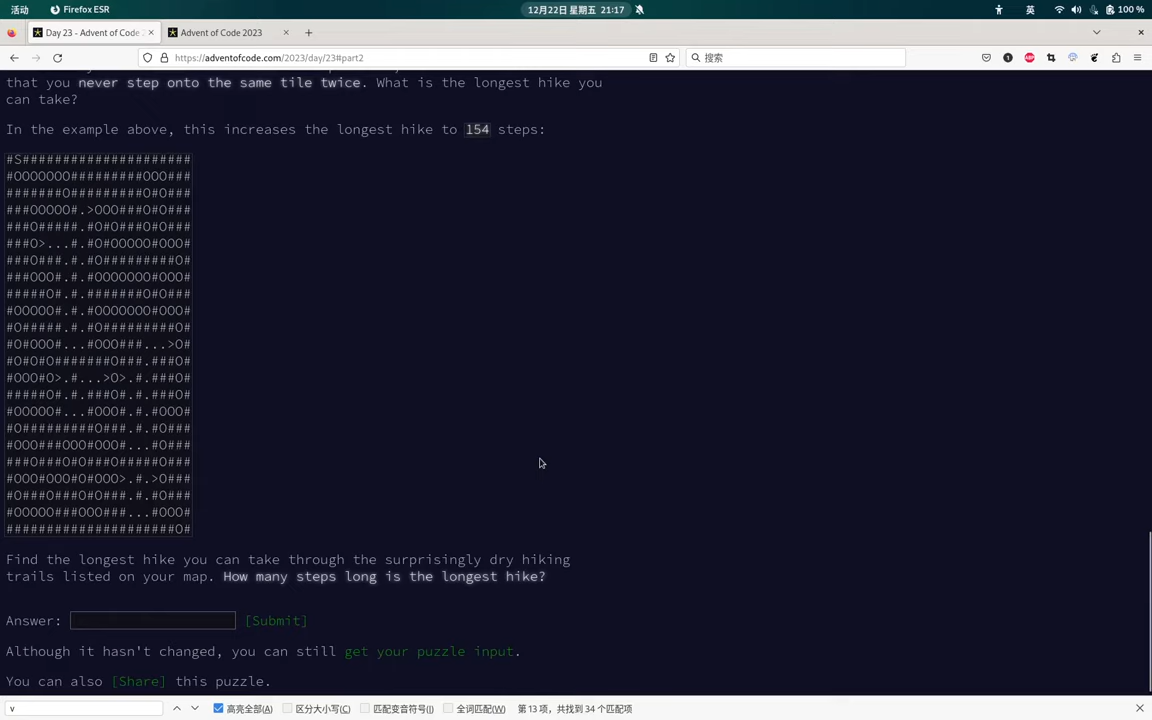 活动 Firefox ESR 12月22日 星期五 21:17 英 100 %
Day 23 - Advent of Code 2 Advent of Code 2023
https://adventofcode.com/2023/day/23#part2 搜索
that you never step onto the same tile twice. What is the longest hike you
can take?
In the example above, this increases the longest hike to 154 steps:
#S#####################
#OOOOOOO#########OOO###
#######O#########O#O###
###OOOOO#.>OOO###O#O###
###O#####.#O#O###O#O###
###O>...#.#O#OOOOO#OOO#
###O###.#.#O#########O#
###OOO#.#.#OOOOOOO#OOO#
#####O#.#.#######O#O###
#OOOOO#.#.#OOOOOOO#OOO#
#O#####.#.#O#########O#
#O#OOO#...#OOO###...>O#
#O#O#O#######O###.###O#
#OOO#O>.#...>O>.#.###O#
#####O#.#.###O#.#.###O#
#OOOOO#...#OOO#.#.#OOO#
#O#########O###.#.#O###
#OOO###OOO#OOO#...#O###
###O###O#O###O#####O###
#OOO#OOO#O#OOO>.#.>O###
#O###O###O#O###.#.#O###
#OOOOO###OOO###...#OOO#
#####################O#
Find the longest hike you can take through the surprisingly dry hiking
trails listed on your map. How many steps long is the longest hike?
Answer: [Submit]
Although it hasn't changed, you can still get your puzzle input.
You can also [Share] this puzzle.
v 高亮全部(A) 区分大小写(C) 匹配变音符号(I) 全词匹配(W) 第 13 项，共找到 34 个匹配项